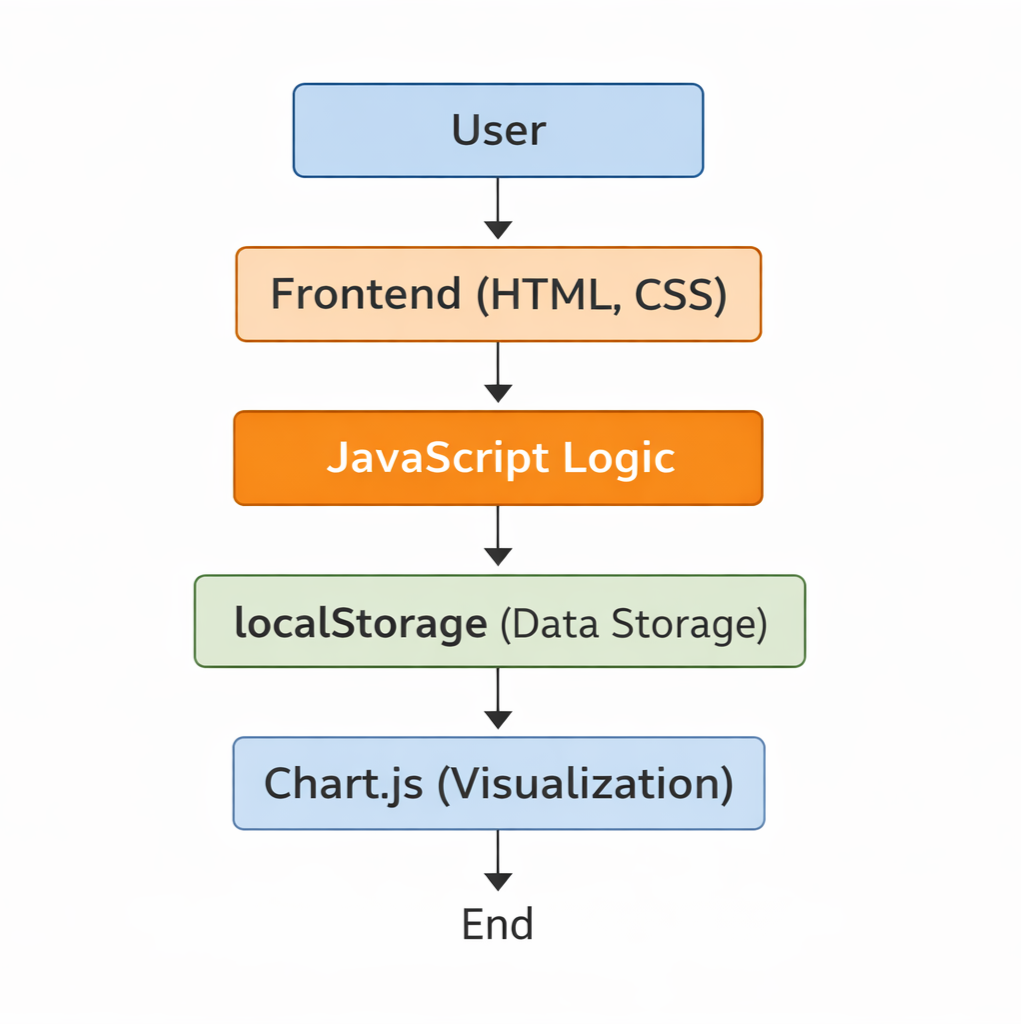 User
Frontend (HTML, CSS)
JavaScript Logic
localStorage (Data Storage)
Chart.js (Visualization)
End